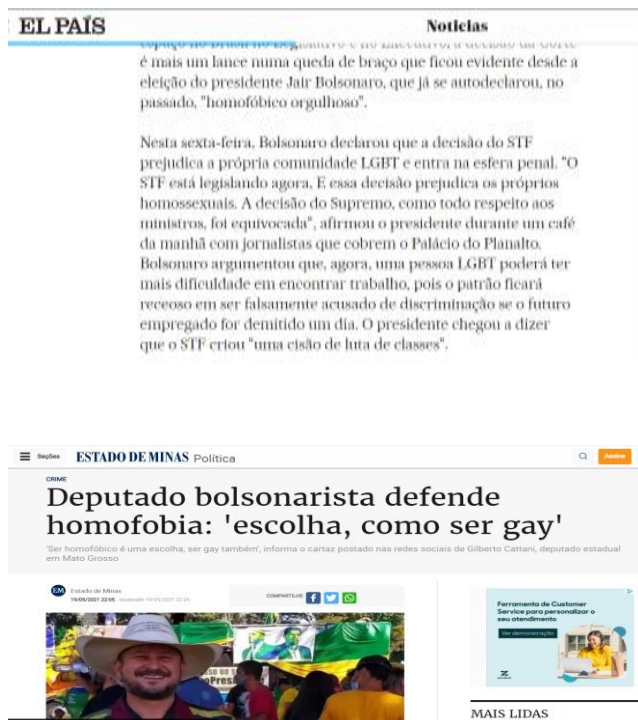 EL PAÍS
Noticias
é mais um lance numa queda de braço que ficou evidente desde a
eleição do presidente Jair Bolsonaro, que já se autodeclarou, no
passado, "homofóbico orgulhoso".
Nesta sexta-feira, Bolsonaro declarou que a decisão do STF
prejudica a própria comunidade LGBT e entra na esfera penal. "O
STF está legislando agora. E essa decisão prejudica os próprios
homossexuais. A decisão do Supremo, como todo respeito aos
ministros, foi equivocada", afirmou o presidente durante um café
da manhã com jornalistas que cobrem o Palácio do Planalto.
Bolsonaro argumentou que, agora, uma pessoa LGBT poderá ter
mais dificuldade em encontrar trabalho, pois o patrão ficará
receoso em ser falsamente acusado de discriminação se o futuro
empregado for demitido um dia. O presidente chegou a dizer
que o STF criou "uma cisão de luta de classes".
Seções
ESTADO DE MINAS Política
Assine
CRIME
Deputado bolsonarista defende
homofobia: 'escolha, como ser gay'
'Ser homofóbico é uma escolha, ser gay também', informa o cartaz postado nas redes sociais de Gilberto Cattani, deputado estadual
em Mato Grosso
EM
Estado de Minas
19/05/2021 22:05
COMPARTILHE
Ferramenta de Customer
Service para personalizar o
seu atendimento
Ver demonstração
MAIS LIDAS